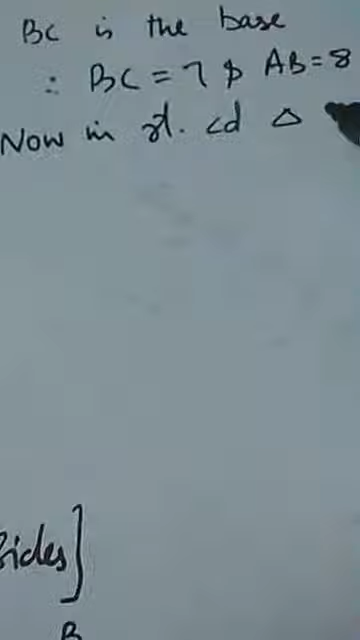 BC is the base
∴ BC = 7 & AB = 8
Now in rt. ∠d △
Sides]
B